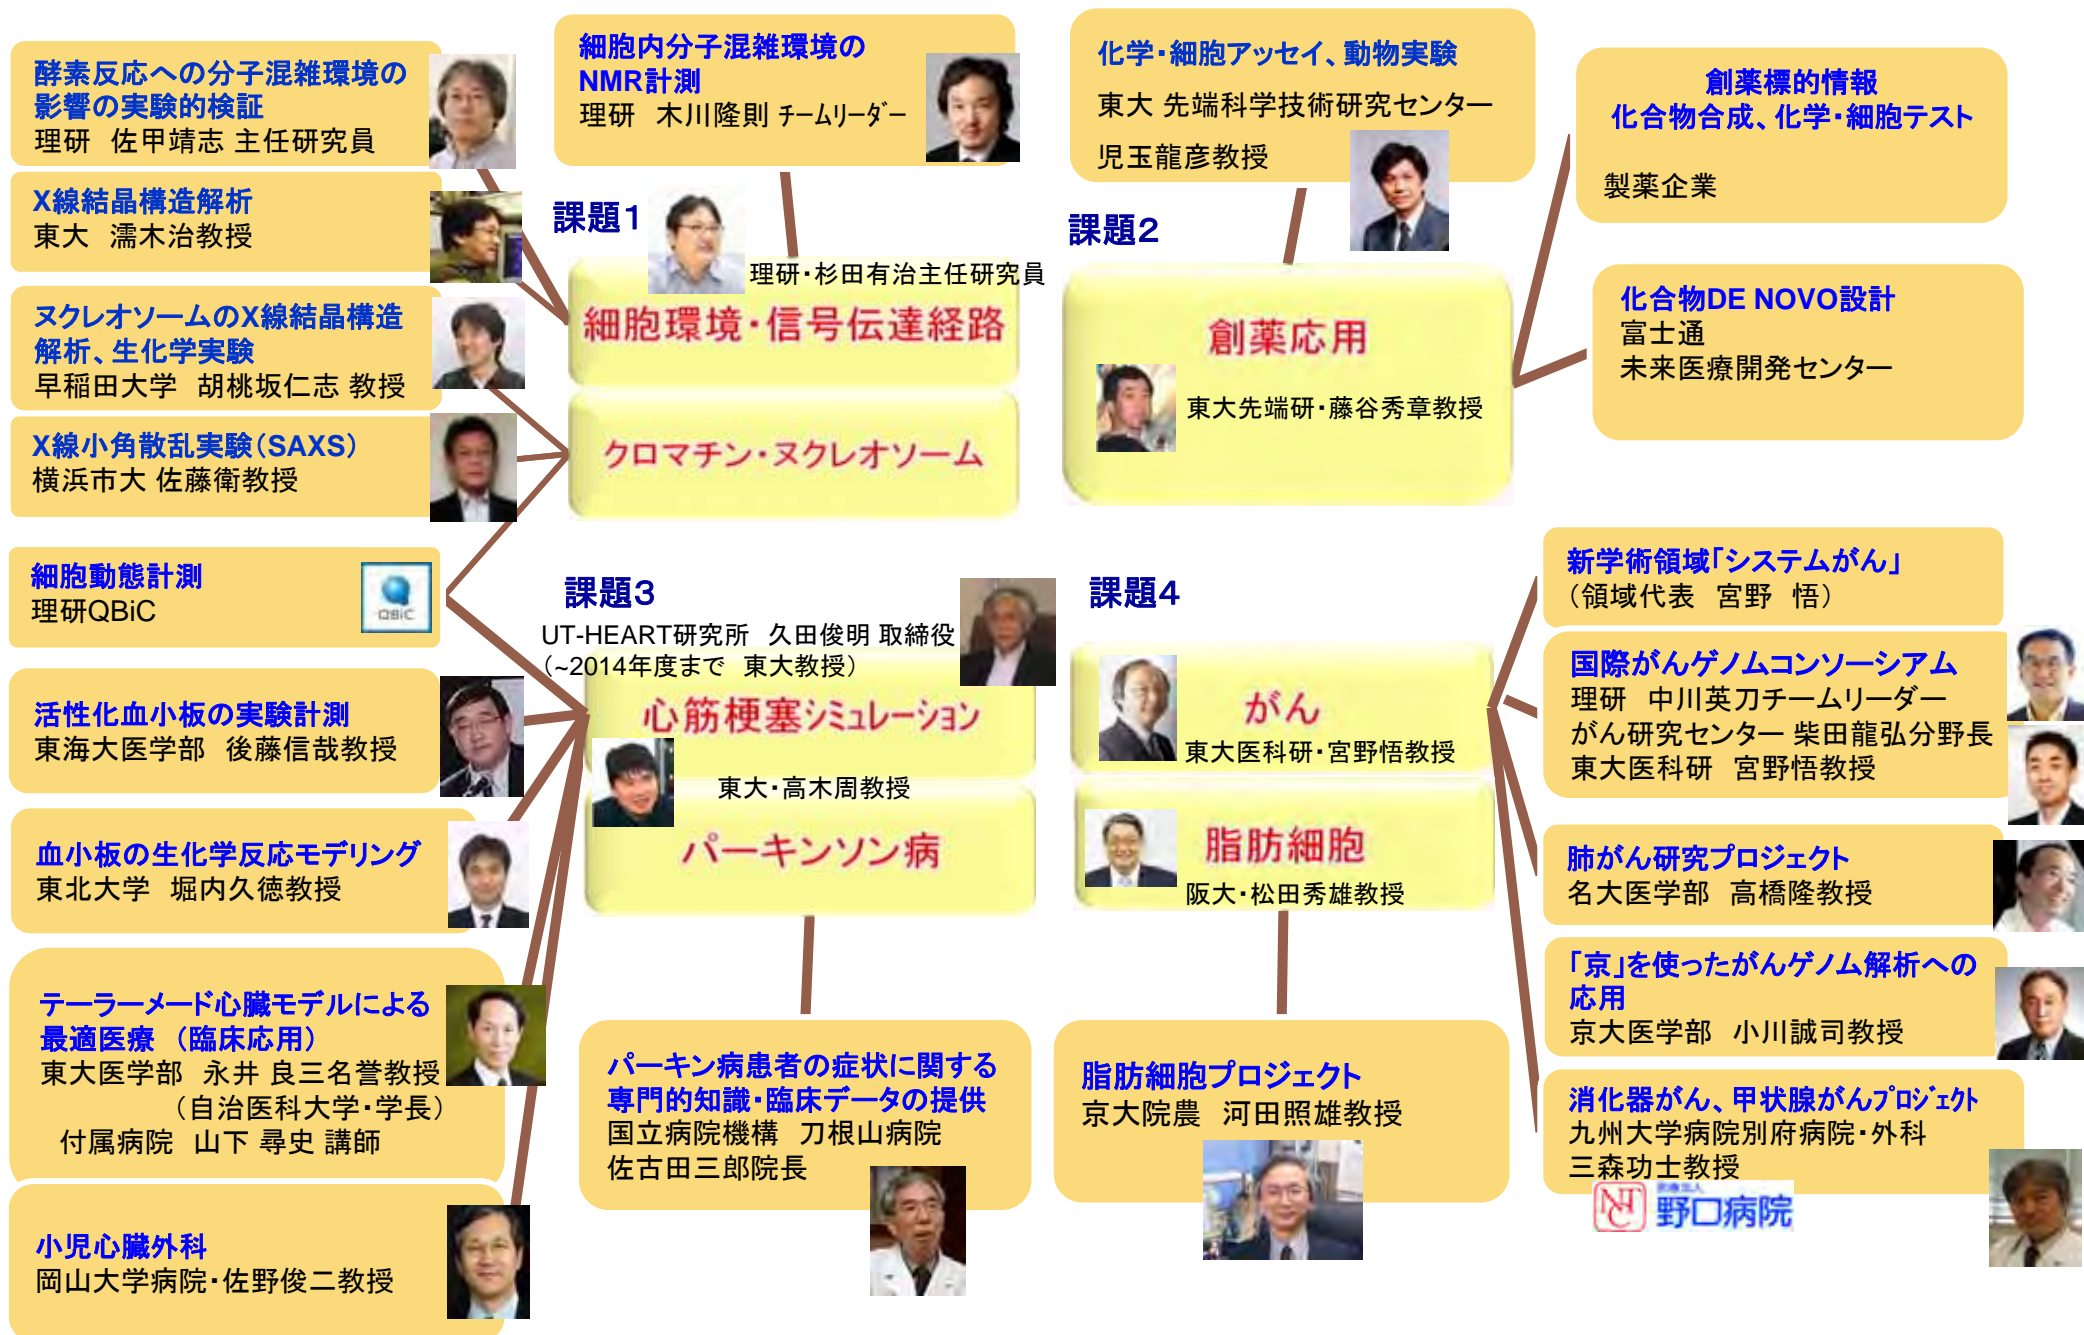 酵素反応への分子混雑環境の
影響の実験的検証
理研　佐甲靖志 主任研究員
X線結晶構造解析
東大　濡木治教授
ヌクレオソームのX線結晶構造
解析、生化学実験
早稲田大学　胡桃坂仁志 教授
X線小角散乱実験（SAXS）
横浜市大 佐藤衛教授
細胞動態計測
理研QBiC
QBiC
活性化血小板の実験計測
東海大医学部　後藤信哉教授
血小板の生化学反応モデリング
東北大学　堀内久徳教授
テーラーメード心臓モデルによる
最適医療　（臨床応用）
東大医学部　永井 良三名誉教授
（自治医科大学・学長）
付属病院　山下 尋史 講師
小児心臓外科
岡山大学病院・佐野俊二教授
細胞内分子混雑環境の
NMR計測
理研　木川隆則 チームリーダー
課題1
理研・杉田有治主任研究員
細胞環境・信号伝達経路
クロマチン・ヌクレオソーム
化学・細胞アッセイ、動物実験
東大 先端科学技術研究センター
児玉龍彦教授
課題2
創薬応用
東大先端研・藤谷秀章教授
創薬標的情報
化合物合成、化学・細胞テスト
製薬企業
化合物DE NOVO設計
富士通
未来医療開発センター
課題3
UT-HEART研究所　久田俊明 取締役
（~2014年度まで　東大教授）
心筋梗塞シミュレーション
東大・高木周教授
パーキンソン病
パーキン病患者の症状に関する
専門的知識・臨床データの提供
国立病院機構　刀根山病院
佐古田三郎院長
課題4
がん
東大医科研・宮野悟教授
脂肪細胞
阪大・松田秀雄教授
脂肪細胞プロジェクト
京大院農　河田照雄教授
新学術領域「システムがん」
（領域代表　宮野　悟）
国際がんゲノムコンソーシアム
理研　中川英刀チームリーダー
がん研究センター 柴田龍弘分野長
東大医科研　宮野悟教授
肺がん研究プロジェクト
名大医学部　高橋隆教授
「京」を使ったがんゲノム解析への
応用
京大医学部　小川誠司教授
消化器がん、甲状腺がんプロジェクト
九州大学病院別府病院・外科
三森功士教授
医療法人
野口病院